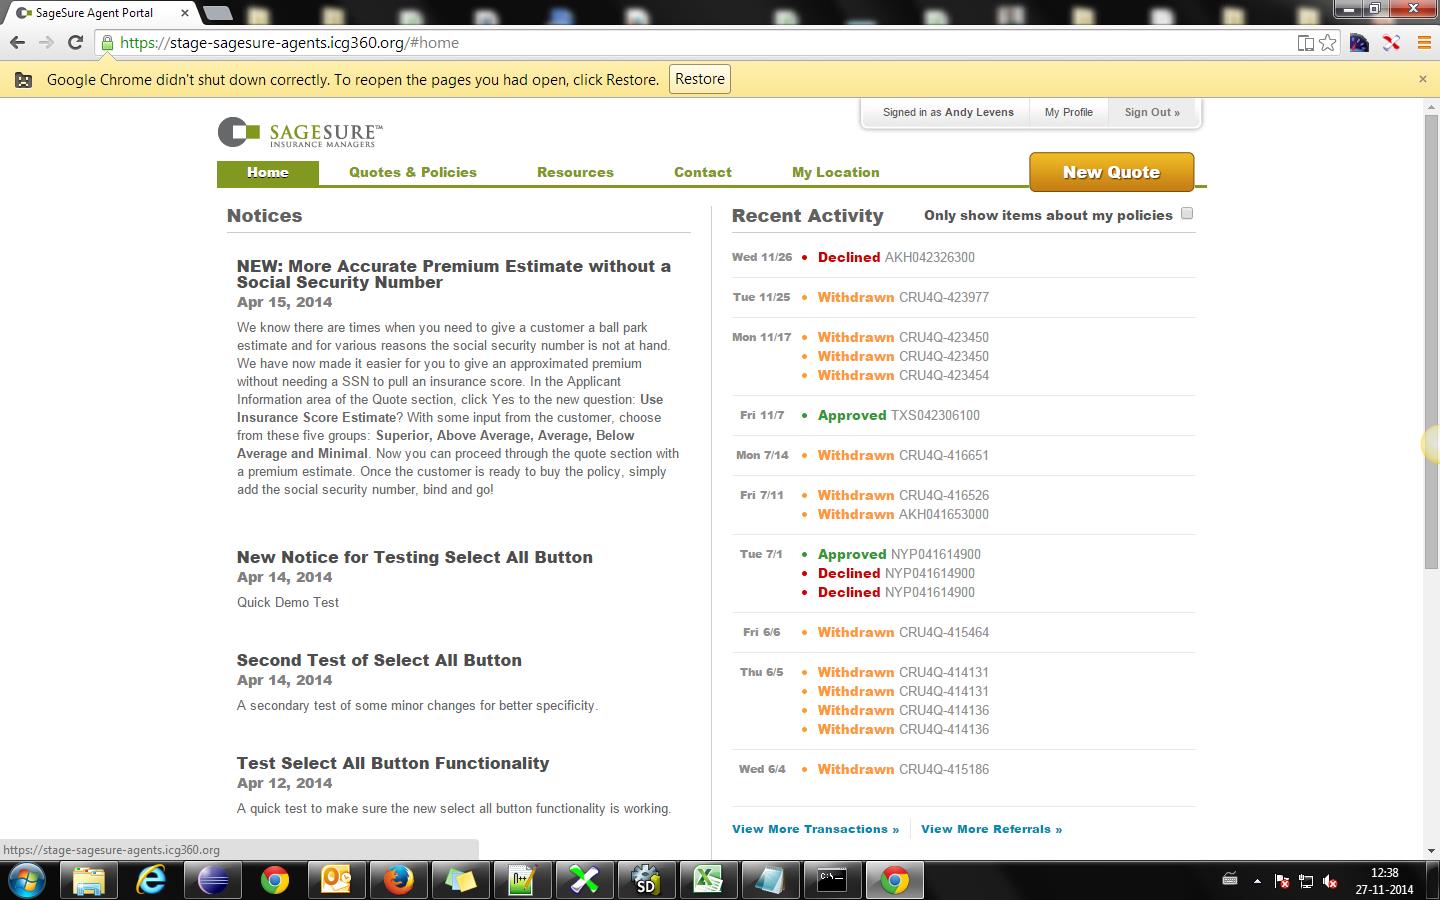 SageSure Agent Portal
https://stage-sagesure-agents.icg360.org/#home
Google Chrome didn't shut down correctly. To reopen the pages you had open, click Restore.
Restore
Signed in as Andy Levens
My Profile
Sign Out »
SAGESURE™
INSURANCE MANAGERS
Home
Quotes & Policies
Resources
Contact
My Location
New Quote
Notices
NEW: More Accurate Premium Estimate without a
Social Security Number
Apr 15, 2014
We know there are times when you need to give a customer a ball park
estimate and for various reasons the social security number is not at hand.
We have now made it easier for you to give an approximated premium
without needing a SSN to pull an insurance score. In the Applicant
Information area of the Quote section, click Yes to the new question: Use
Insurance Score Estimate? With some input from the customer, choose
from these five groups: Superior, Above Average, Average, Below
Average and Minimal. Now you can proceed through the quote section with
a premium estimate. Once the customer is ready to buy the policy, simply
add the social security number, bind and go!
New Notice for Testing Select All Button
Apr 14, 2014
Quick Demo Test
Second Test of Select All Button
Apr 14, 2014
A secondary test of some minor changes for better specificity.
Test Select All Button Functionality
Apr 12, 2014
A quick test to make sure the new select all button functionality is working.
Recent Activity
Only show items about my policies
Wed 11/26 • Declined AKH042326300
Tue 11/25 • Withdrawn CRU4Q-423977
Mon 11/17 • Withdrawn CRU4Q-423450
• Withdrawn CRU4Q-423450
• Withdrawn CRU4Q-423454
Fri 11/7 • Approved TXS042306100
Mon 7/14 • Withdrawn CRU4Q-416651
Fri 7/11 • Withdrawn CRU4Q-416526
• Withdrawn AKH041653000
Tue 7/1 • Approved NYP041614900
• Declined NYP041614900
• Declined NYP041614900
Fri 6/6 • Withdrawn CRU4Q-415464
Thu 6/5 • Withdrawn CRU4Q-414131
• Withdrawn CRU4Q-414131
• Withdrawn CRU4Q-414136
• Withdrawn CRU4Q-414136
Wed 6/4 • Withdrawn CRU4Q-415186
View More Transactions »
View More Referrals »
https://stage-sagesure-agents.icg360.org
SD
C:\
12:38
27-11-2014